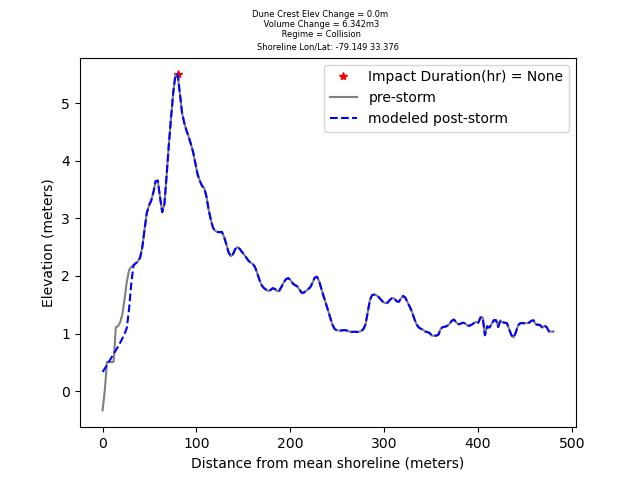 Dune Crest Elev Change = 0.0m
Volume Change = 6.342m3
Regime = Collision
Shoreline Lon/Lat: -79.149 33.376
Impact Duration(hr) = None
pre-storm
modeled post-storm
Elevation (meters)
5
4
3
2
1
0
0 100 200 300 400 500
Distance from mean shoreline (meters)